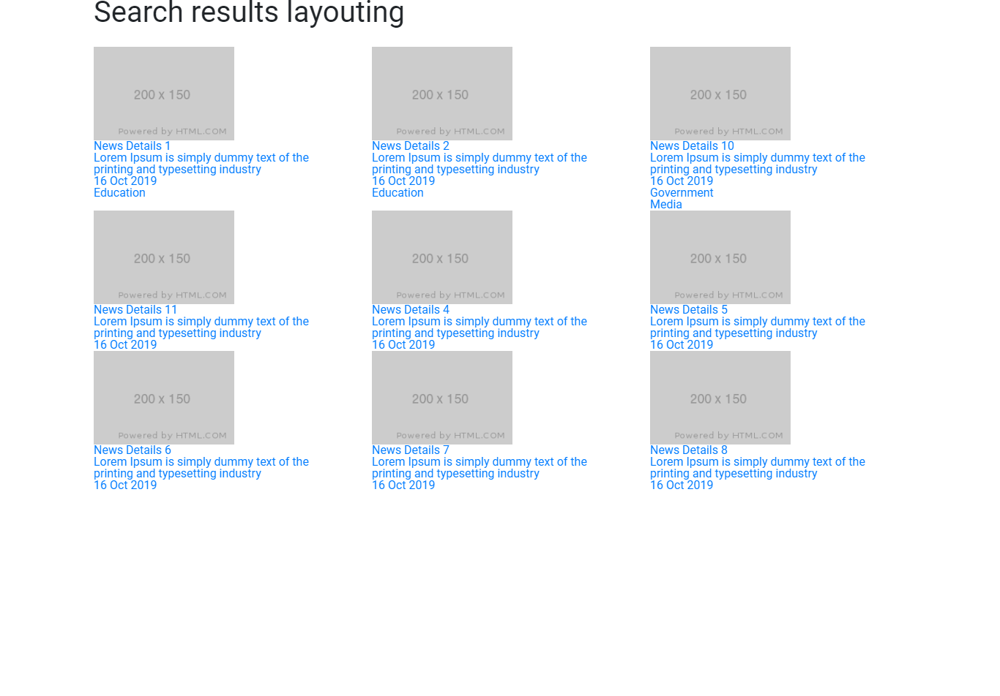 Search results layouting
200 x 150
Powered by HTML.COM
News Details 1
Lorem Ipsum is simply dummy text of the
printing and typesetting industry
16 Oct 2019
Education
200 x 150
Powered by HTML.COM
News Details 2
Lorem Ipsum is simply dummy text of the
printing and typesetting industry
16 Oct 2019
Education
200 x 150
Powered by HTML.COM
News Details 10
Lorem Ipsum is simply dummy text of the
printing and typesetting industry
16 Oct 2019
Government
Media
200 x 150
Powered by HTML.COM
News Details 11
Lorem Ipsum is simply dummy text of the
printing and typesetting industry
16 Oct 2019
200 x 150
Powered by HTML.COM
News Details 4
Lorem Ipsum is simply dummy text of the
printing and typesetting industry
16 Oct 2019
200 x 150
Powered by HTML.COM
News Details 5
Lorem Ipsum is simply dummy text of the
printing and typesetting industry
16 Oct 2019
200 x 150
Powered by HTML.COM
News Details 6
Lorem Ipsum is simply dummy text of the
printing and typesetting industry
16 Oct 2019
200 x 150
Powered by HTML.COM
News Details 7
Lorem Ipsum is simply dummy text of the
printing and typesetting industry
16 Oct 2019
200 x 150
Powered by HTML.COM
News Details 8
Lorem Ipsum is simply dummy text of the
printing and typesetting industry
16 Oct 2019